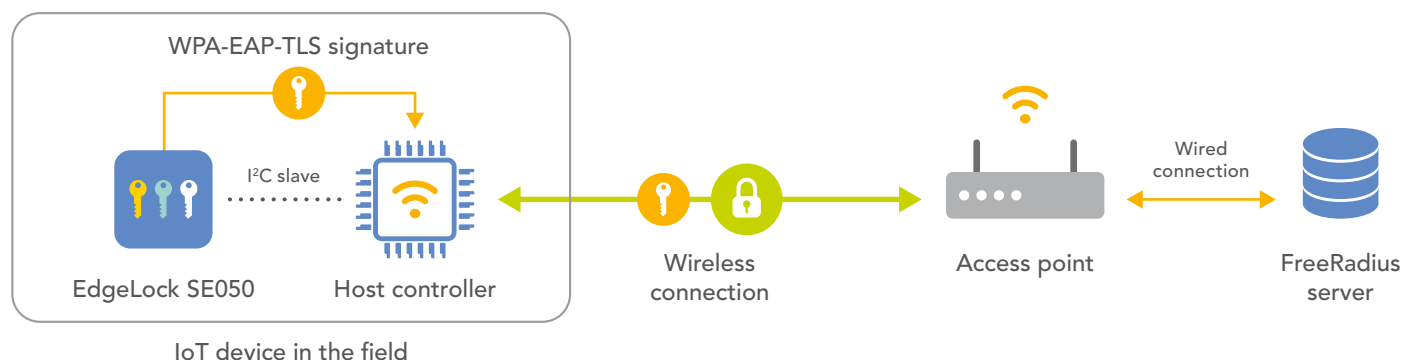 WPA-EAP-TLS signature
I²C slave
EdgeLock SE050
Host controller
IoT device in the field
Wireless
connection
Access point
Wired
connection
FreeRadius
server